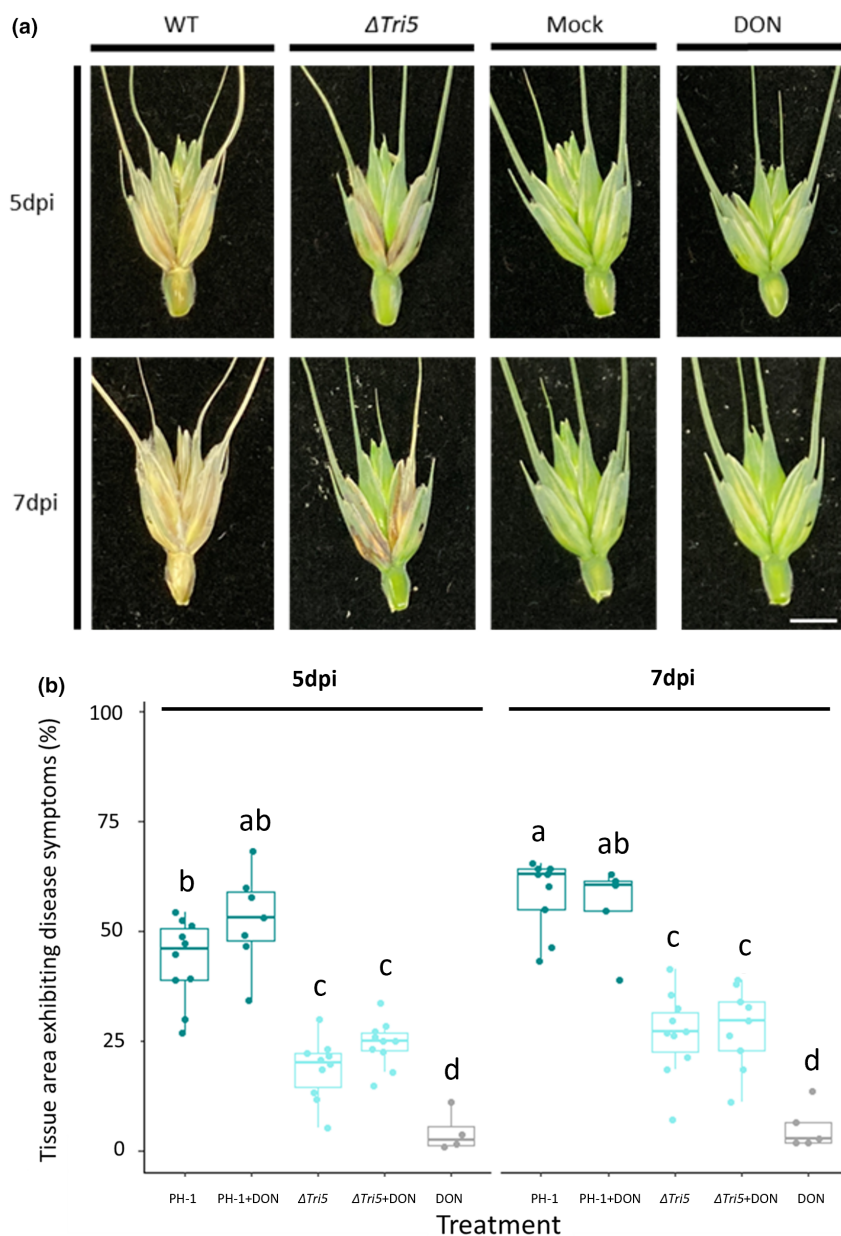 (a)
WT ΔTri5 Mock DON
5dpi
7dpi
(b)
5dpi 7dpi
Tissue area exhibiting disease symptoms (%)
100
75
50
25
0
b ab c c d a ab c c d
PH-1 PH-1+DON ΔTri5 ΔTri5+DON DON PH-1 PH-1+DON ΔTri5 ΔTri5+DON DON
Treatment